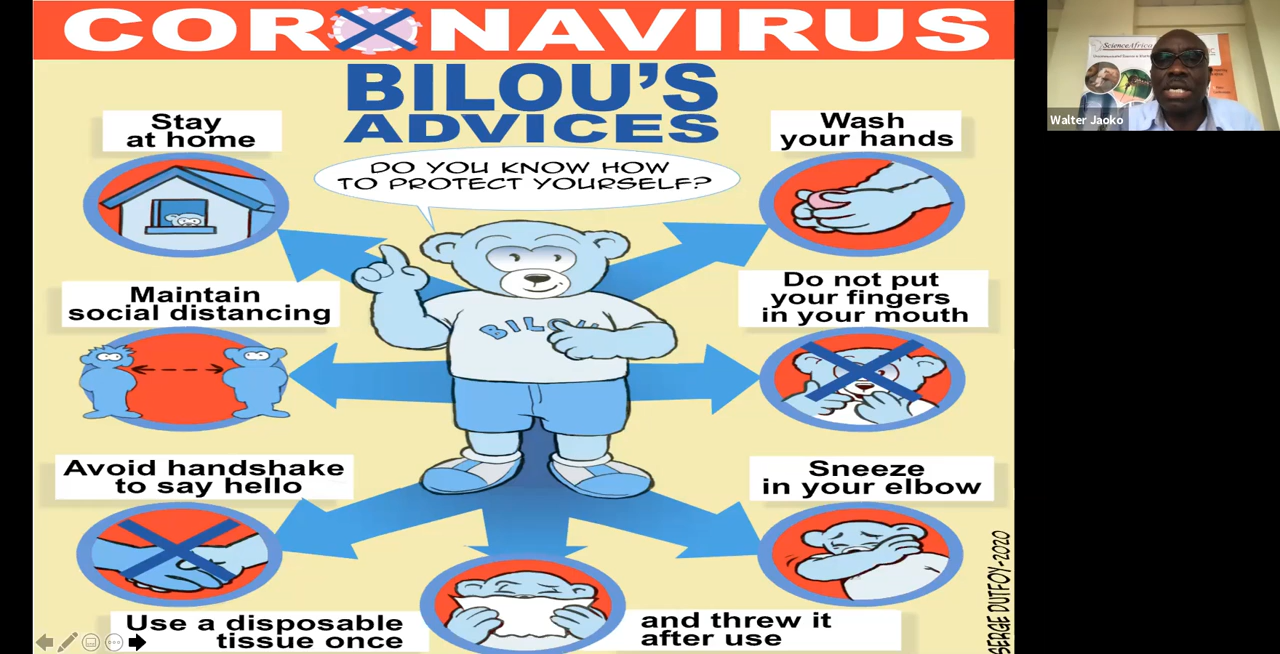 CORONAVIRUS
BILOU'S
ADVICES
Stay
at home
Wash
your hands
DO YOU KNOW HOW
TO PROTECT YOURSELF?
Maintain
social distancing
Do not put
your fingers
in your mouth
BILOU
Avoid handshake
to say hello
Sneeze
in your elbow
Use a disposable
tissue once
and threw it
after use
SERGE DUTFOY-2020
ScienceAfrica
Walter Jaoko